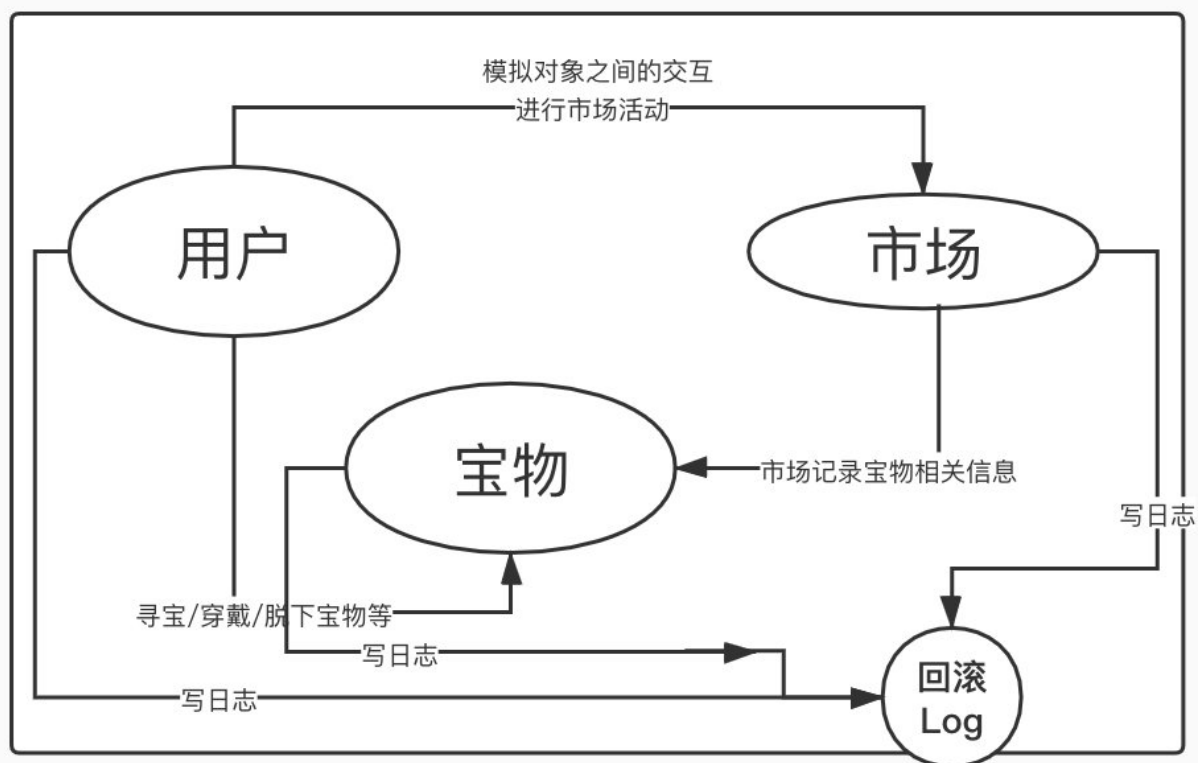 模拟对象之间的交互
进行市场活动
用户
市场
宝物
市场记录宝物相关信息
写日志
寻宝/穿戴/脱下宝物等
写日志
写日志
回滚
Log